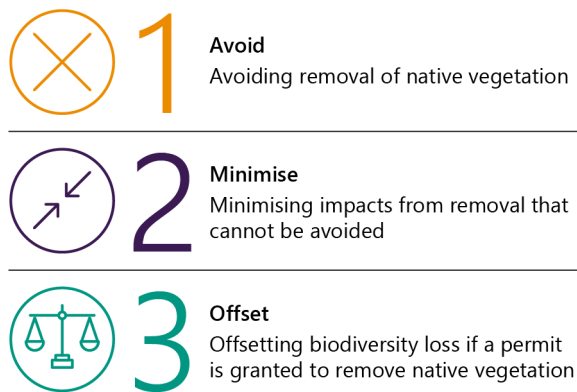 1
Avoid
Avoiding removal of native vegetation
2
Minimise
Minimising impacts from removal that
cannot be avoided
3
Offset
Offsetting biodiversity loss if a permit
is granted to remove native vegetation